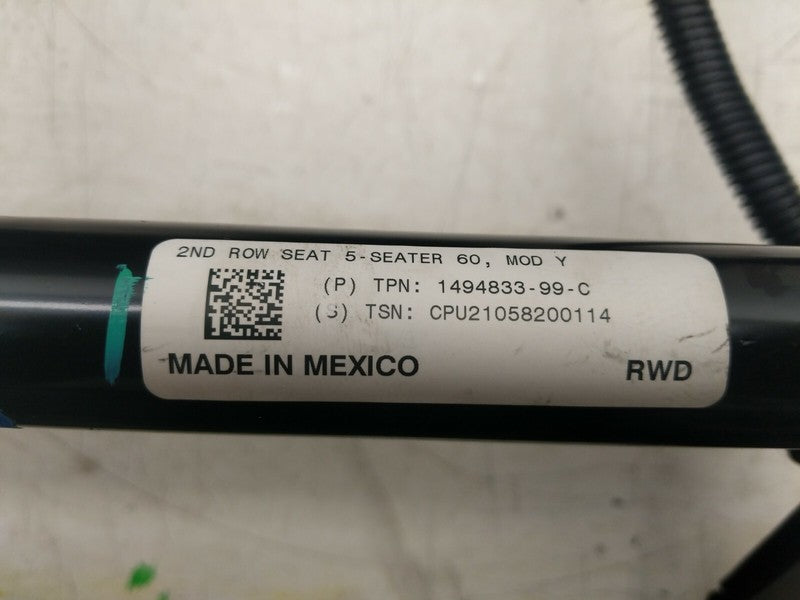 2ND ROW SEAT 5-SEATER 60, MOD Y
(P) TPN: 1494833-99-C
(S) TSN: CPU21058200114
MADE IN MEXICO
RWD